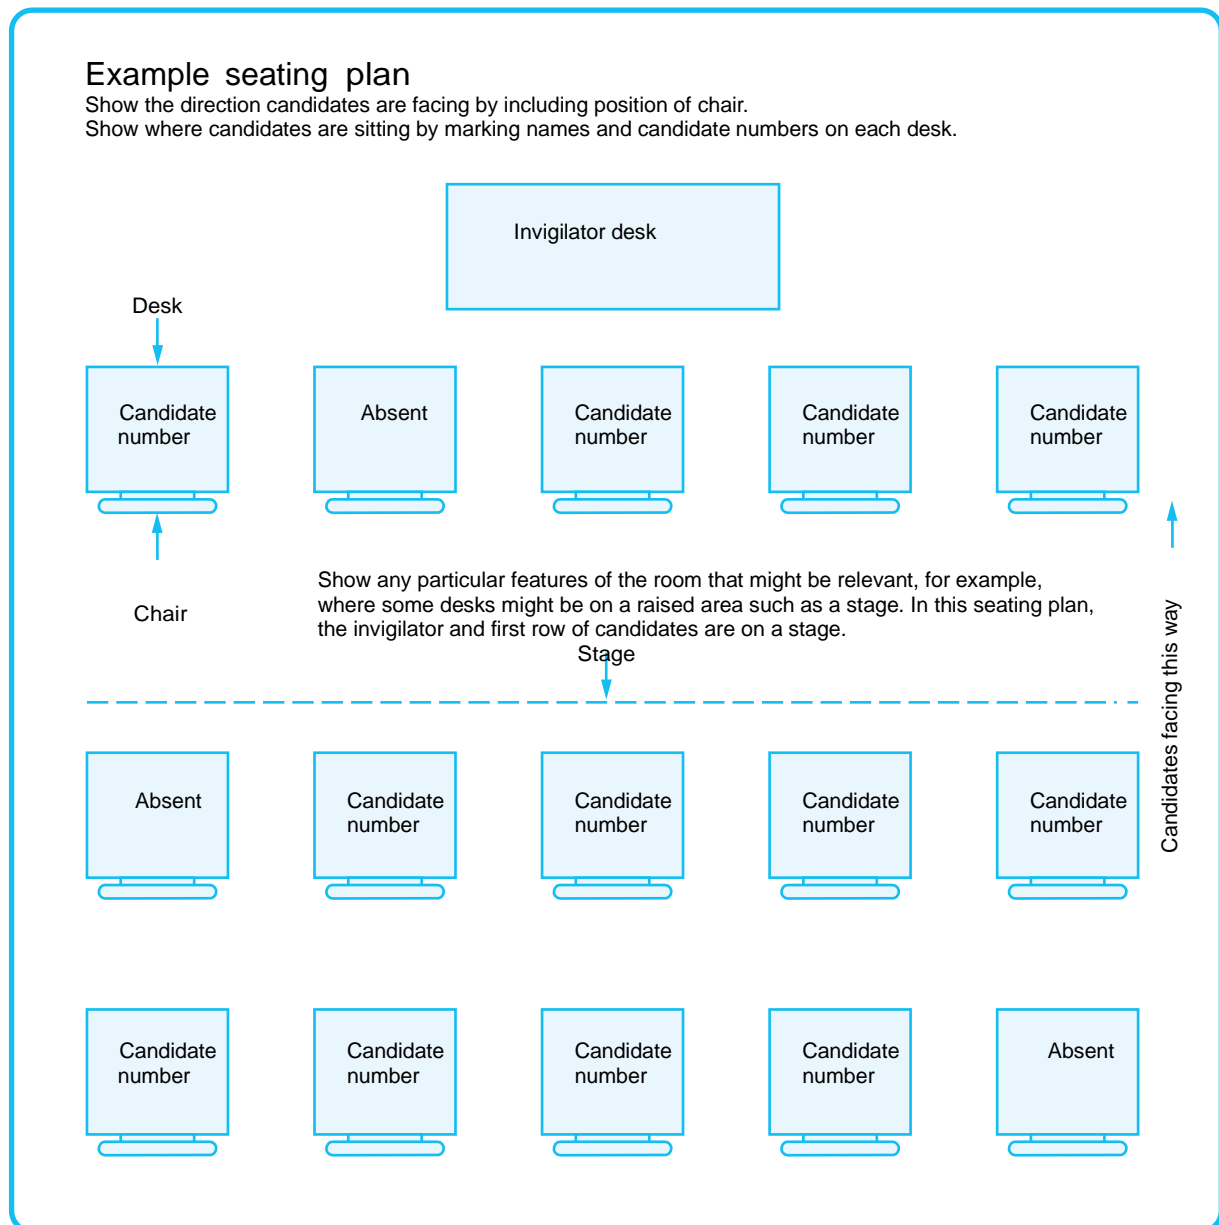 Example seating plan
Show the direction candidates are facing by including position of chair.
Show where candidates are sitting by marking names and candidate numbers on each desk.
Invigilator desk
Desk
Candidate
number
Absent
Candidate
number
Candidate
number
Candidate
number
Chair
Show any particular features of the room that might be relevant, for example,
where some desks might be on a raised area such as a stage. In this seating plan,
the invigilator and first row of candidates are on a stage.
Stage
Candidates facing this way
Absent
Candidate
number
Candidate
number
Candidate
number
Candidate
number
Candidate
number
Candidate
number
Candidate
number
Candidate
number
Absent